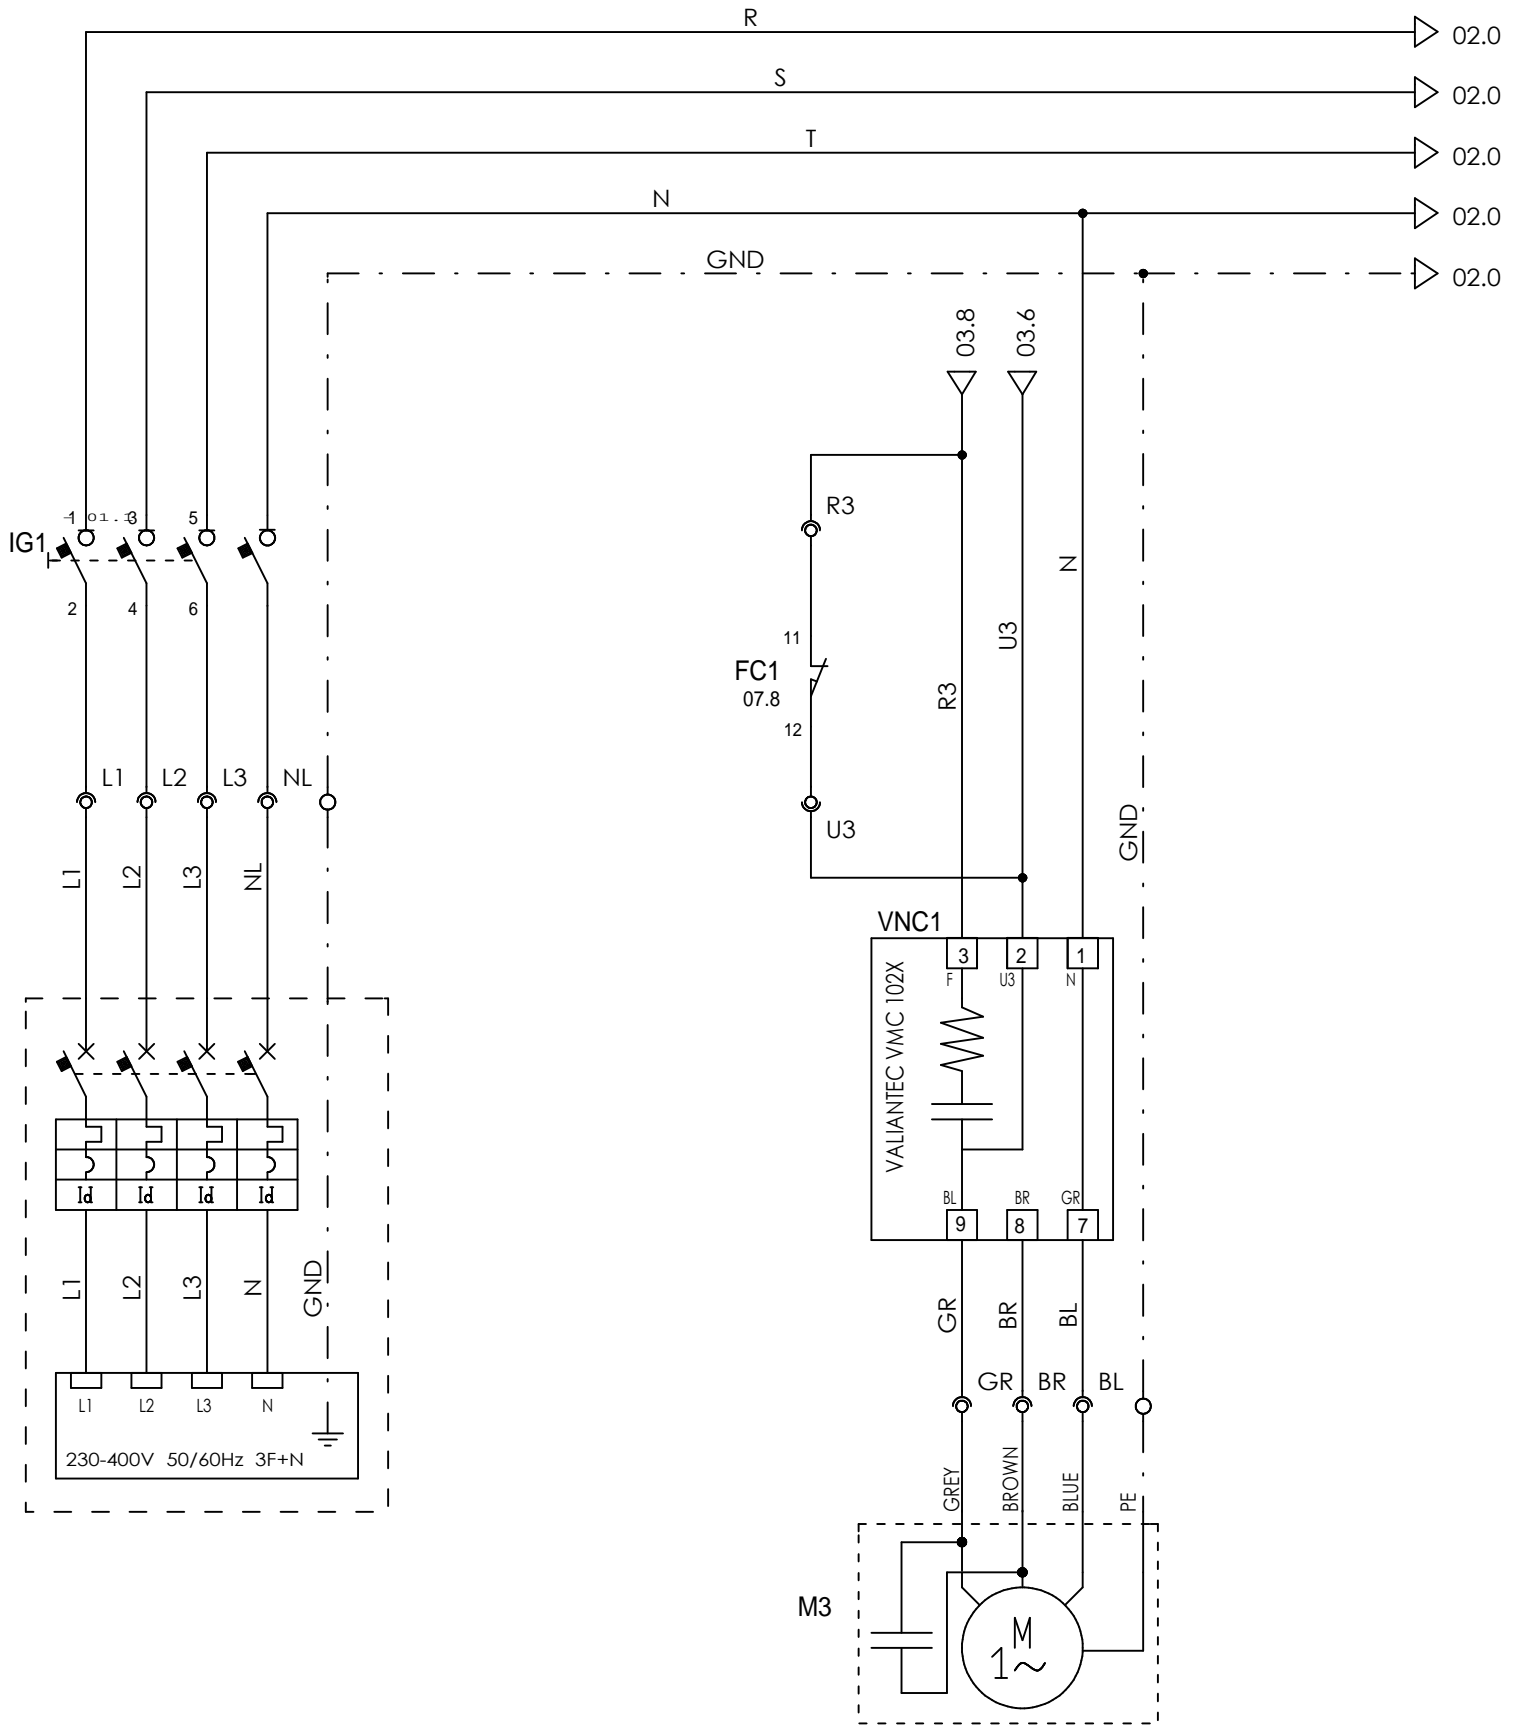 R
02.0
S
02.0
T
02.0
N
02.0
GND
02.0
03.8
03.6
1
3
5
IG1
2
4
6
R3
N
11
FC1
07.8
12
U3
R3
L1
L2
L3
NL
U3
GND
L1
L2
L3
NL
VNC1
3
2
1
F
U3
N
VALIANTEC VMC 102X
Id
Id
Id
Id
BL
BR
GR
9
8
7
L1
L2
L3
N
GND
GR
BR
BL
GR
BR
BL
L1
L2
L3
N
230-400V 50/60Hz 3F+N
GREY
BROWN
BLUE
PE
M3
M
1~